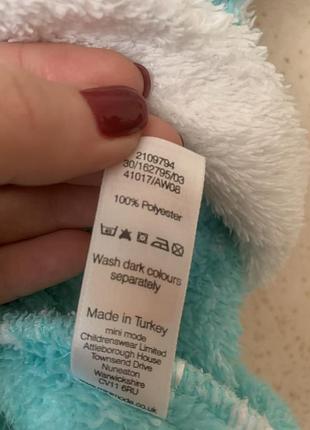 2109794
30/162795/03
41017/AW08
100% Polyester
Wash dark colours
separately
Made in Turkey
mini mode
Childrenswear Limited
Attleborough House
Townsend Drive
Nuneaton
Warwickshire
CV11 6RU